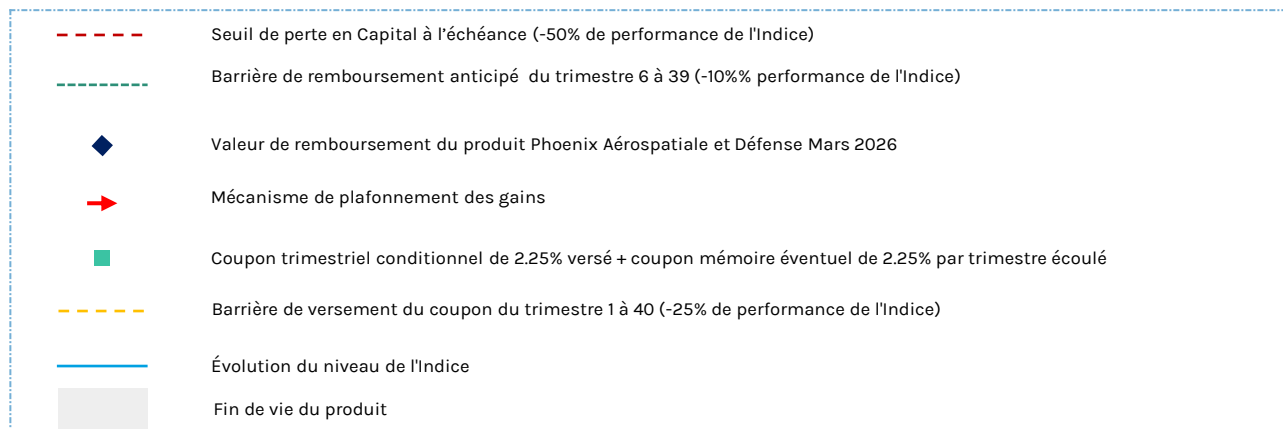 Seuil de perte en Capital à l’échéance (-50% de performance de l'Indice)
Barrière de remboursement anticipé du trimestre 6 à 39 (-10%% performance de l'Indice)
Valeur de remboursement du produit Phoenix Aérospatiale et Défense Mars 2026
Mécanisme de plafonnement des gains
Coupon trimestriel conditionnel de 2.25% versé + coupon mémoire éventuel de 2.25% par trimestre écoulé
Barrière de versement du coupon du trimestre 1 à 40 (-25% de performance de l'Indice)
Évolution du niveau de l'Indice
Fin de vie du produit